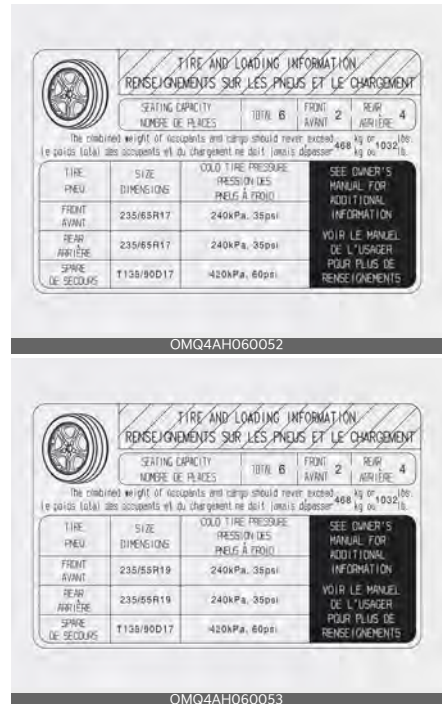 TIRE AND LOADING INFORMATION
RENSEIGNEMENTS SUR LES PNEUS ET LE CHARGEMENT
SEATING CAPACITY
NOMBRE DE PLACES
TOTAL 6
FRONT
AVANT
2
REAR
ARRIÈRE
4
The combined weight of occupants and cargo should never exceed 468 kg or 1032 lbs.
Le poids total des occupants et du chargement ne doit jamais dépasser 468 kg ou 1032 lb.
TIRE
PNEU
SIZE
DIMENSIONS
COLD TIRE PRESSURE
PRESSION DES
PNEUS À FROID
SEE OWNER'S
MANUAL FOR
ADDITIONAL
INFORMATION
VOIR LE MANUEL
DE L'USAGER
POUR PLUS DE
RENSEIGNEMENTS
FRONT
AVANT
235/65R17
240kPa, 35psi
REAR
ARRIÈRE
235/65R17
240kPa, 35psi
SPARE
DE SECOURS
T135/90D17
420kPa, 60psi
OMQ4AH060052
TIRE AND LOADING INFORMATION
RENSEIGNEMENTS SUR LES PNEUS ET LE CHARGEMENT
SEATING CAPACITY
NOMBRE DE PLACES
TOTAL 6
FRONT
AVANT
2
REAR
ARRIÈRE
4
The combined weight of occupants and cargo should never exceed 468 kg or 1032 lbs.
Le poids total des occupants et du chargement ne doit jamais dépasser 468 kg ou 1032 lb.
TIRE
PNEU
SIZE
DIMENSIONS
COLD TIRE PRESSURE
PRESSION DES
PNEUS À FROID
SEE OWNER'S
MANUAL FOR
ADDITIONAL
INFORMATION
VOIR LE MANUEL
DE L'USAGER
POUR PLUS DE
RENSEIGNEMENTS
FRONT
AVANT
235/55R19
240kPa, 35psi
REAR
ARRIÈRE
235/55R19
240kPa, 35psi
SPARE
DE SECOURS
T135/90D17
420kPa, 60psi
OMQ4AH060053